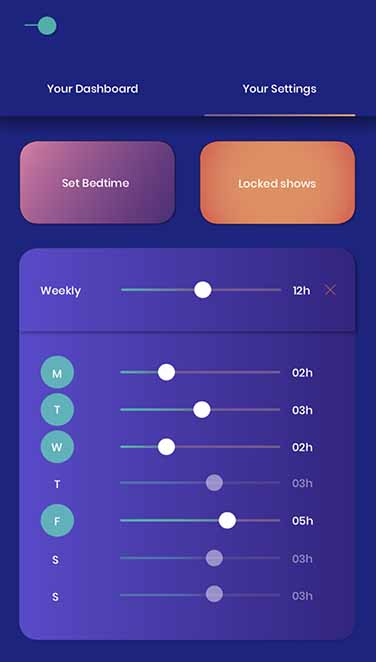 Your Dashboard Your Settings
Set Bedtime Locked shows
Weekly 12h
M 02h
T 03h
W 02h
T 03h
F 05h
S 03h
S 03h